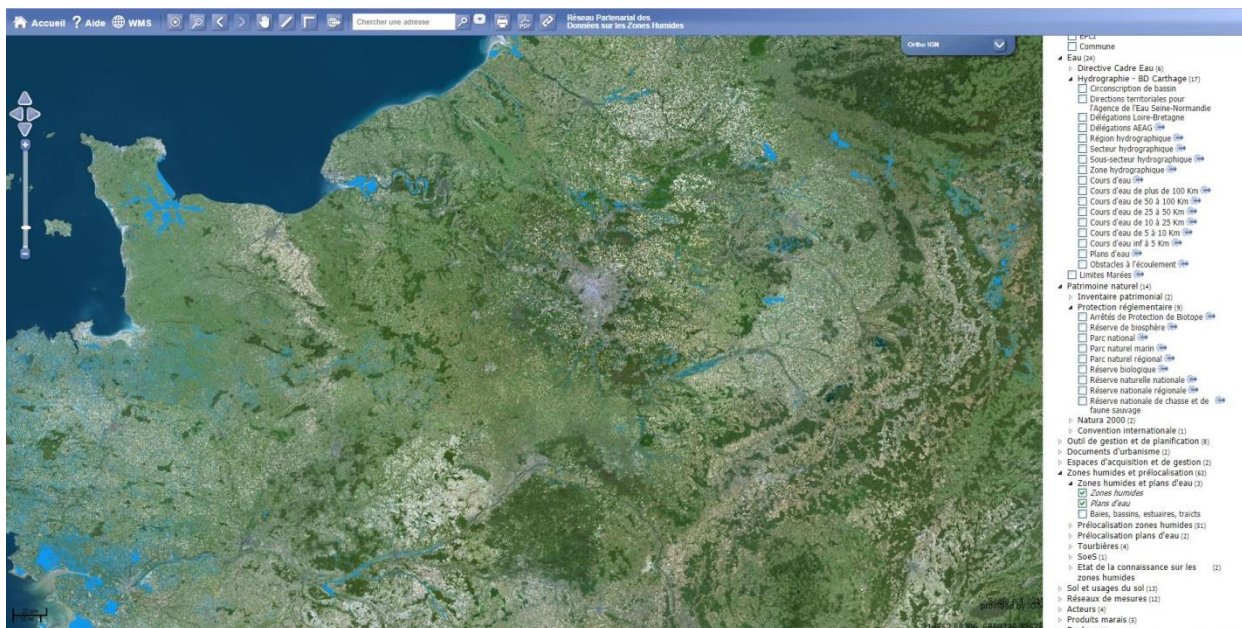 Accueil ? Aide WMS
Chercher une adresse
PDF
Réseau Partenarial des
Données sur les Zones Humides
Ortho IGN
EPCI
Commune
Eau (24)
Directive Cadre Eau (6)
Hydrographie - BD Carthage (17)
Circonscription de bassin
Directions territoriales pour
l'Agence de l'Eau Seine-Normandie
Délégations Loire-Bretagne
Délégations AEAG
Région hydrographique
Secteur hydrographique
Sous-secteur hydrographique
Zone hydrographique
Cours d'eau
Cours d'eau de plus de 100 Km
Cours d'eau de 50 à 100 Km
Cours d'eau de 25 à 50 Km
Cours d'eau de 10 à 25 Km
Cours d'eau de 5 à 10 Km
Cours d'eau inf à 5 Km
Plans d'eau
Obstacles à l'écoulement
Limites Marées
Patrimoine naturel (14)
Inventaire patrimonial (2)
Protection réglementaire (9)
Arrêtés de Protection de Biotope
Réserve de biosphère
Parc national
Parc naturel marin
Parc naturel régional
Réserve biologique
Réserve naturelle nationale
Réserve nationale régionale
Réserve nationale de chasse et de
faune sauvage
Natura 2000 (2)
Convention internationale (1)
Outil de gestion et de planification (8)
Documents d'urbanisme (2)
Espaces d'acquisition et de gestion (2)
Zones humides et prélocalisation (63)
Zones humides et plans d'eau (3)
Zones humides
Plans d'eau
Baies, bassins, estuaires, traicts
Prélocalisation zones humides (51)
Prélocalisation plans d'eau (2)
Tourbières (4)
SoeS (1)
Etat de la connaissance sur les (2)
zones humides
Sol et usages du sol (13)
Réseaux de mesures (12)
Acteurs (4)
Produits marais (5)
provided by IGN